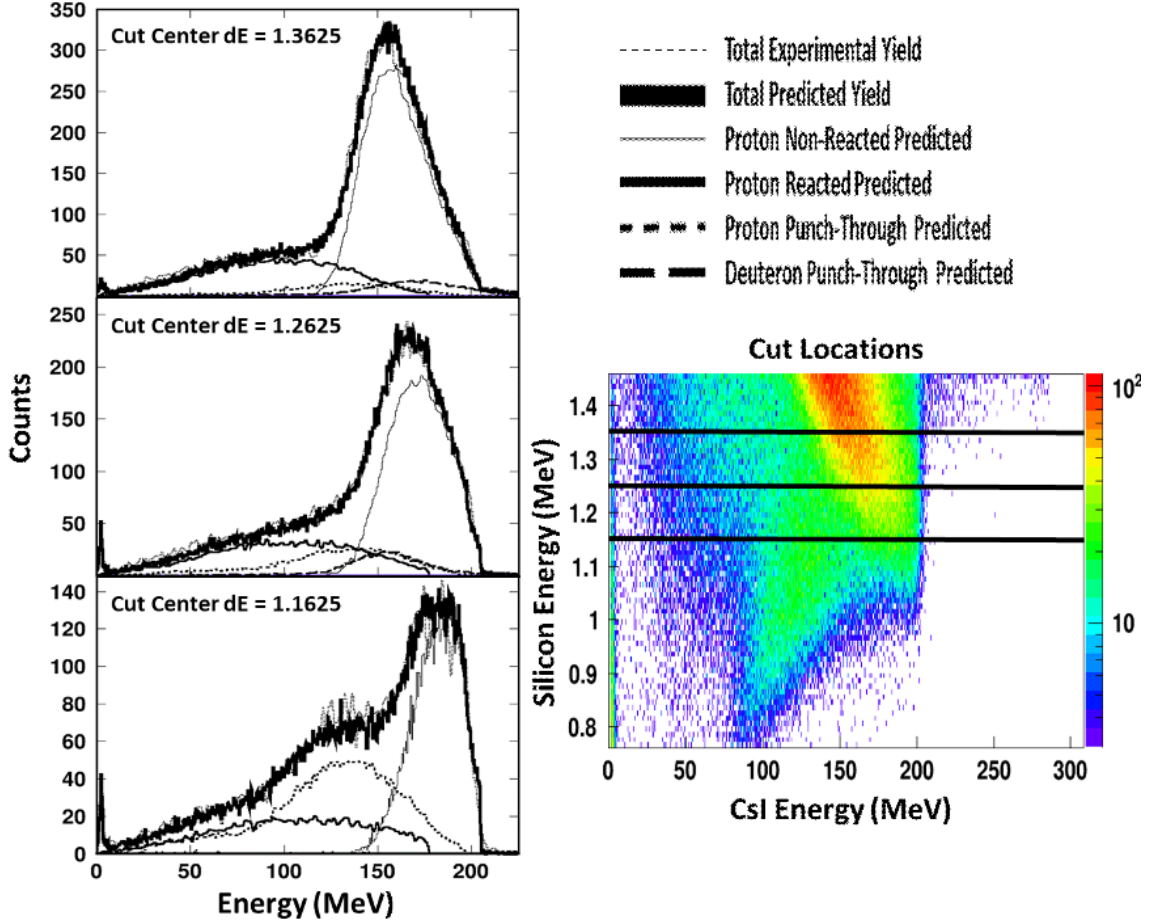 350
Cut Center dE = 1.3625
300
250
200
150
100
50
250
Cut Center dE = 1.2625
200
150
100
50
140
Cut Center dE = 1.1625
120
100
80
60
40
20
0
0 50 100 150 200
Energy (MeV)
Counts
Total Experimental Yield
Total Predicted Yield
Proton Non-Reacted Predicted
Proton Reacted Predicted
Proton Punch-Through Predicted
Deuteron Punch-Through Predicted
Cut Locations
1.4
1.3
1.2
1.1
1
0.9
0.8
0 50 100 150 200 250 300
CsI Energy (MeV)
Silicon Energy (MeV)
10²
10